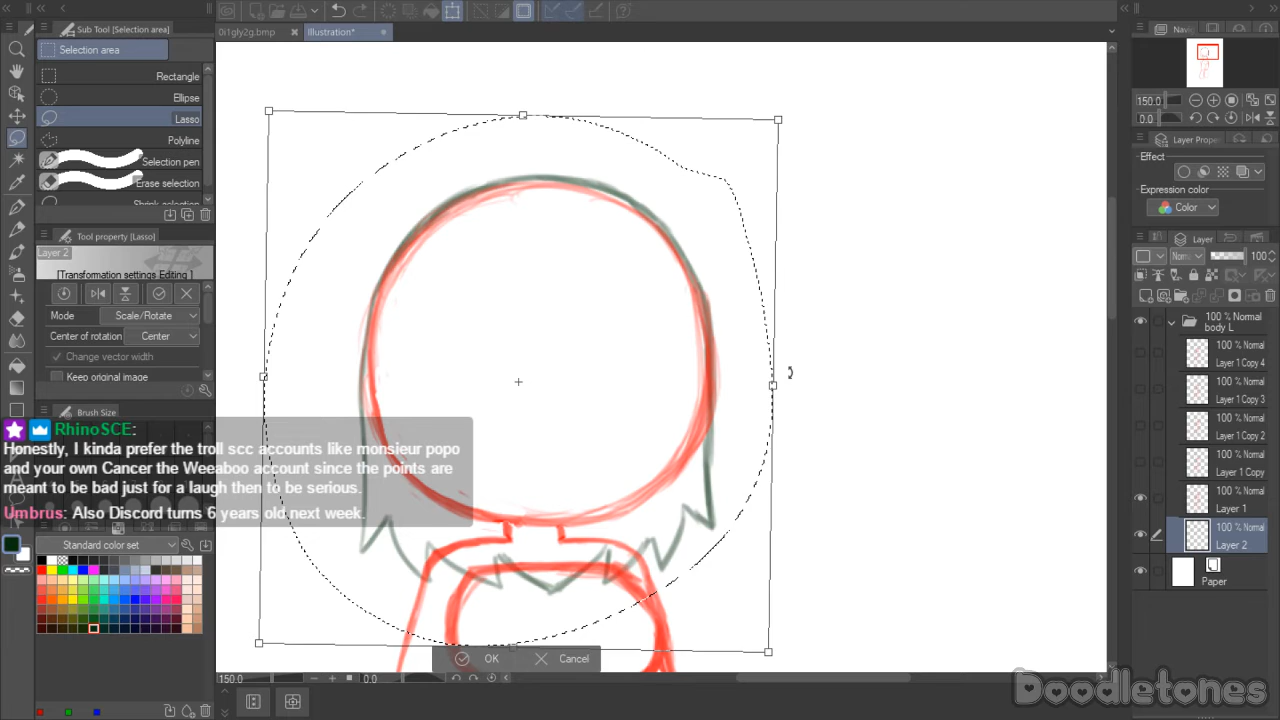 Sub Tool [Selection area]
Selection area
Rectangle
Ellipse
Lasso
Polyline
Selection pen
Erase selection
Shrink selection
Tool property [Lasso]
Layer 2
[Transformation settings Editing ]
Mode Scale/Rotate
Center of rotation Center
Change vector width
Keep original image
Brush Size
RhinoSCE:
Honestly, I kinda prefer the troll scc accounts like monsieur popo
and your own Cancer the Weeaboo account since the points are
meant to be bad just for a laugh then to be serious.
Umbrus: Also Discord turns 6 years old next week.
Standard color set
0i1gly2g.bmp
Illustration*
OK Cancel
150.0 0.0
Navig
150.0
0.0
Layer Proper
Effect
Expression color
Color
Layer
Norma 100
100 % Normal
body L
100 % Normal
Layer 1 Copy 4
100 % Normal
Layer 1 Copy 3
100 % Normal
Layer 1 Copy 2
100 % Normal
Layer 1 Copy
100 % Normal
Layer 1
100 % Normal
Layer 2
Paper
Doodletones